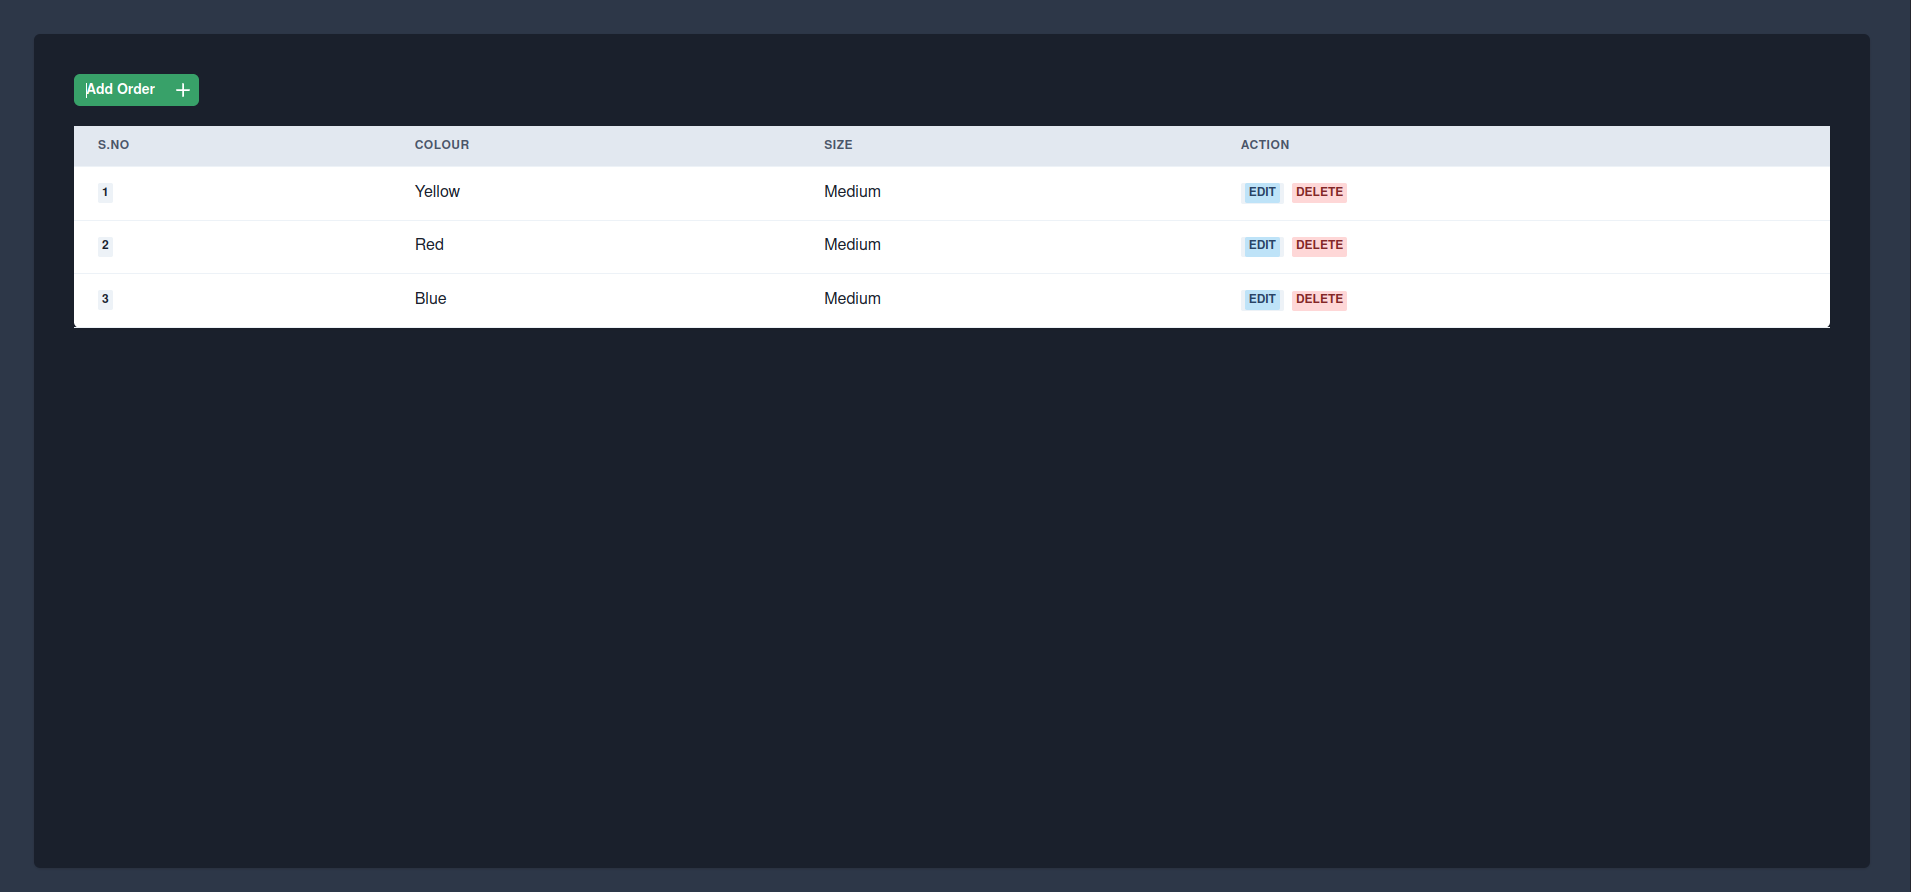 Add Order
S.NO COLOUR SIZE ACTION
1 Yellow Medium EDIT DELETE
2 Red Medium EDIT DELETE
3 Blue Medium EDIT DELETE